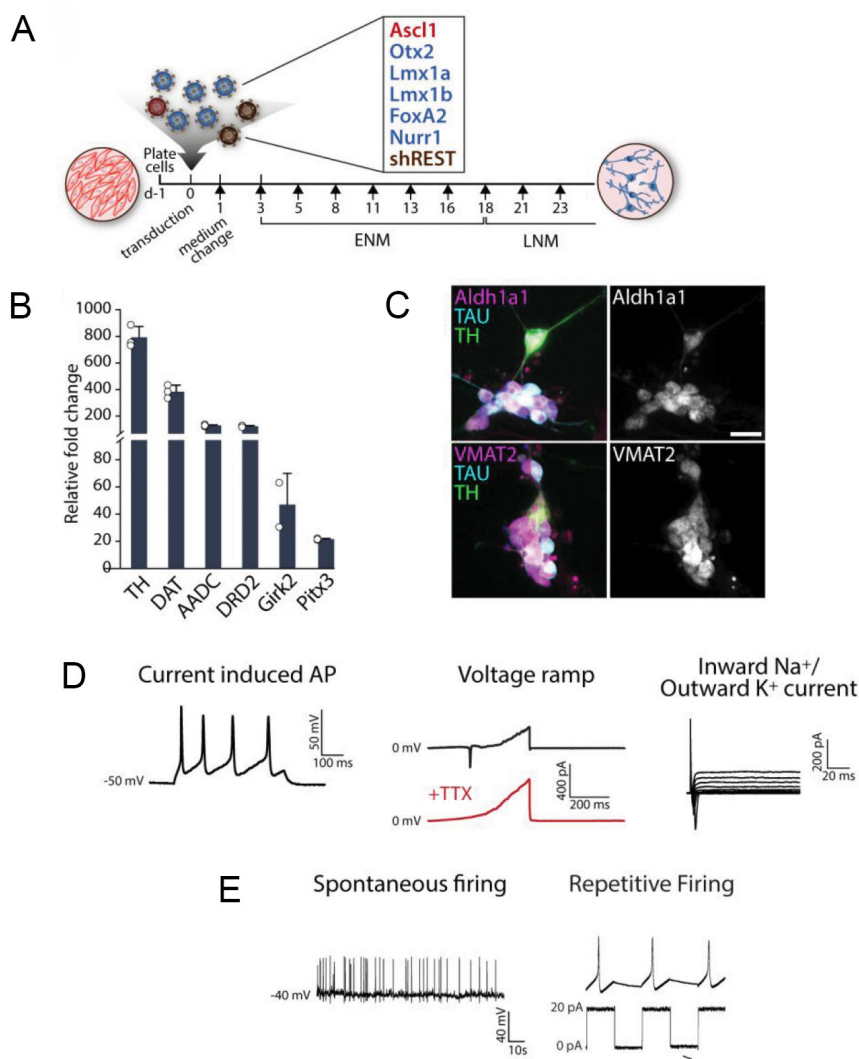 A
Ascl1
Otx2
Lmx1a
Lmx1b
FoxA2
Nurr1
shREST
Plate
cells
d-1 0 1 3 5 8 11 13 16 18 21 23
transduction
medium
change
ENM LNM
B
Relative fold change
1000
800
600
400
200
80
60
40
20
0
TH DAT AADC DRD2 Girk2 Pitx3
C
Aldh1a1
TAU
TH
Aldh1a1
VMAT2
TAU
TH
VMAT2
D
Current induced AP
-50 mV
50 mV
100 ms
Voltage ramp
0 mV
+TTX
0 mV
400 pA
200 ms
Inward Na⁺/
Outward K⁺ current
200 pA
20 ms
E
Spontaneous firing
-40 mV
40 mV
10s
Repetitive Firing
20 pA
0 pA